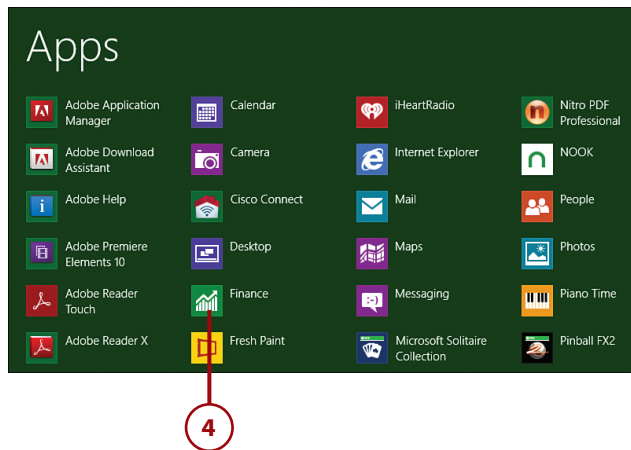 Apps
Adobe Application
Manager
Adobe Download
Assistant
Adobe Help
Adobe Premiere
Elements 10
Adobe Reader
Touch
Adobe Reader X
Calendar
Camera
Cisco Connect
Desktop
Finance
Fresh Paint
iHeartRadio
Internet Explorer
Mail
Maps
Messaging
Microsoft Solitaire
Collection
Nitro PDF
Professional
NOOK
People
Photos
Piano Time
Pinball FX2
4